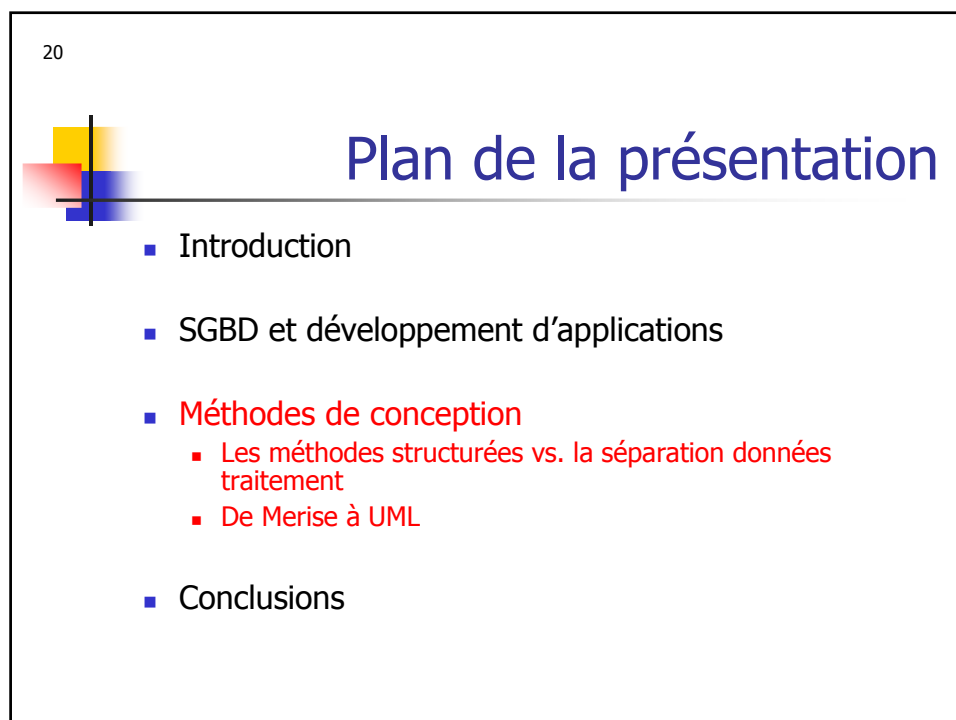 20
Plan de la présentation
Introduction
SGBD et développement d’applications
Méthodes de conception
Les méthodes structurées vs. la séparation données
traitement
De Merise à UML
Conclusions